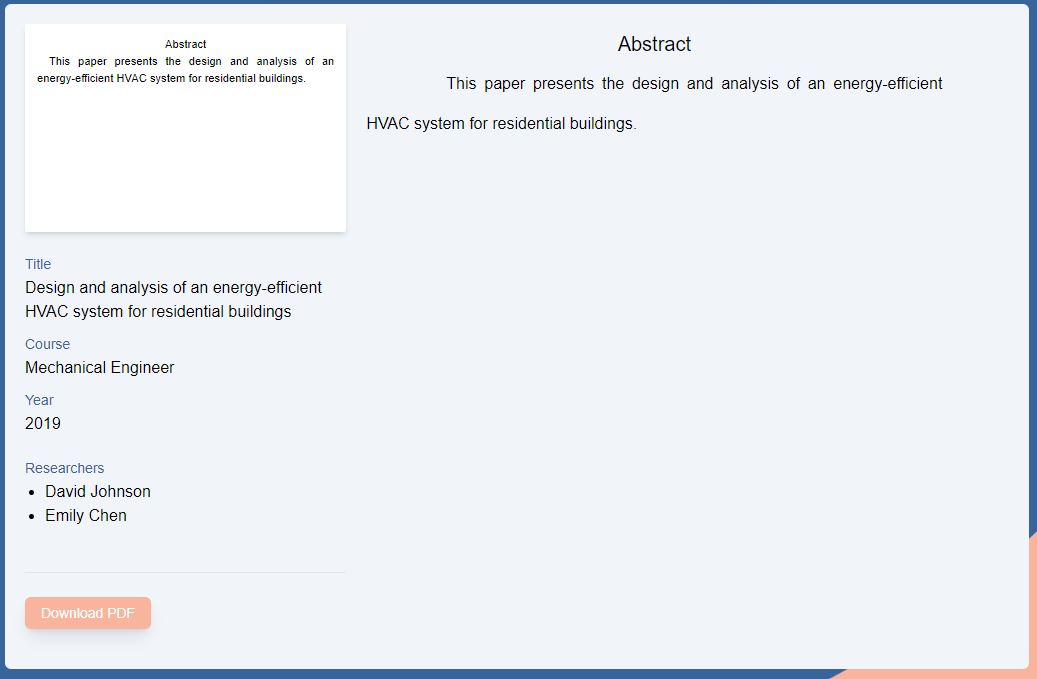 Abstract
This paper presents the design and analysis of an
energy-efficient HVAC system for residential buildings.
Title
Design and analysis of an energy-efficient
HVAC system for residential buildings
Course
Mechanical Engineer
Year
2019
Researchers
David Johnson
Emily Chen
Download PDF
Abstract
This paper presents the design and analysis of an energy-efficient
HVAC system for residential buildings.